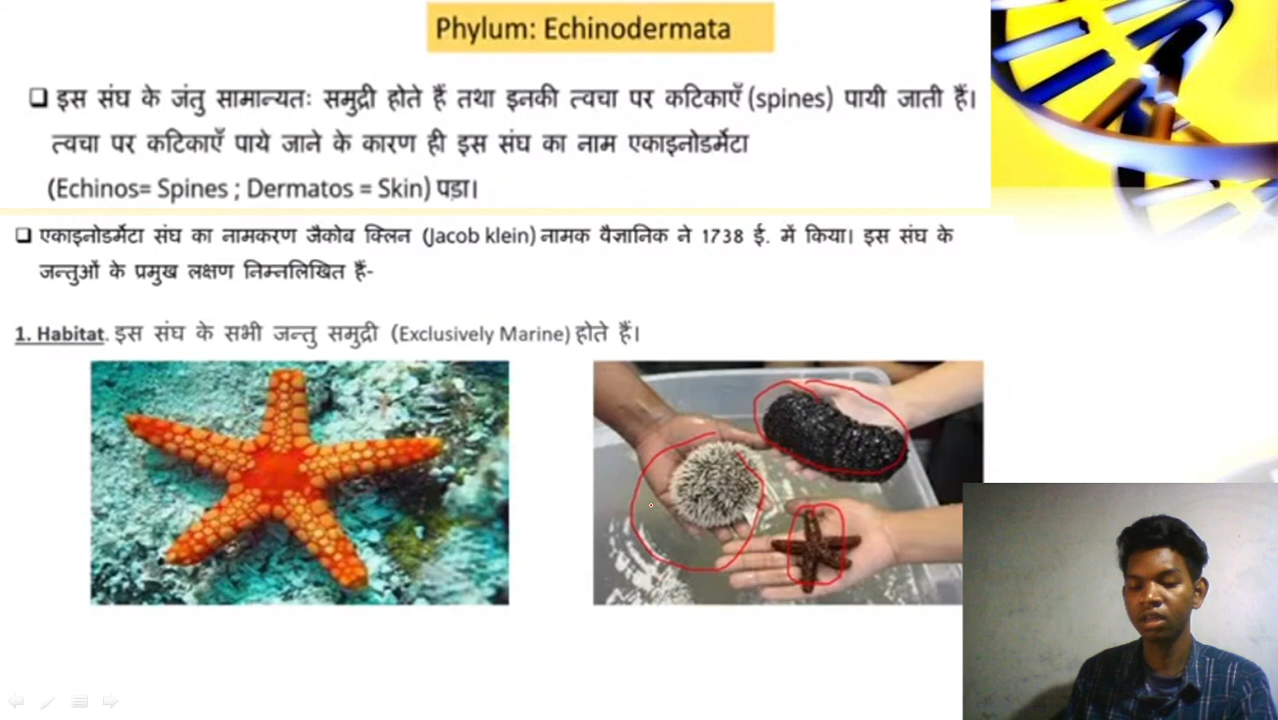 Phylum: Echinodermata
❑ इस संघ के जंतु सामान्यतः समुद्री होते हैं तथा इनकी त्वचा पर कटिकाएँ (spines) पायी जाती हैं।
त्वचा पर कटिकाएँ पाये जाने के कारण ही इस संघ का नाम एकाइनोडर्मेटा
(Echinos= Spines ; Dermatos = Skin) पड़ा।
❑ एकाइनोडर्मेटा संघ का नामकरण जैकोब क्लिन (Jacob klein) नामक वैज्ञानिक ने 1738 ई. में किया। इस संघ के
जन्तुओं के प्रमुख लक्षण निम्नलिखित हैं-
1. Habitat. इस संघ के सभी जन्तु समुद्री (Exclusively Marine) होते हैं।